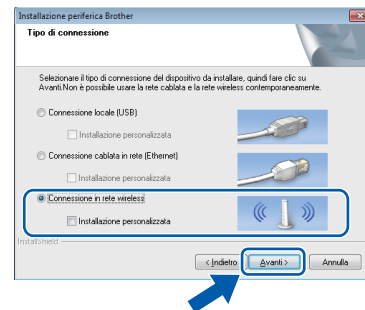 Installazione periferica Brother
Tipo di connessione
Selezionare il tipo di connessione del dispositivo da installare, quindi fare clic su
Avanti.Non è possibile usare la rete cablata e la rete wireless contemporaneamente.
Connessione locale (USB)
Installazione personalizzata
Connessione cablata in rete (Ethernet)
Installazione personalizzata
Connessione in rete wireless
Installazione personalizzata
InstallShield
< Indietro Avanti > Annulla